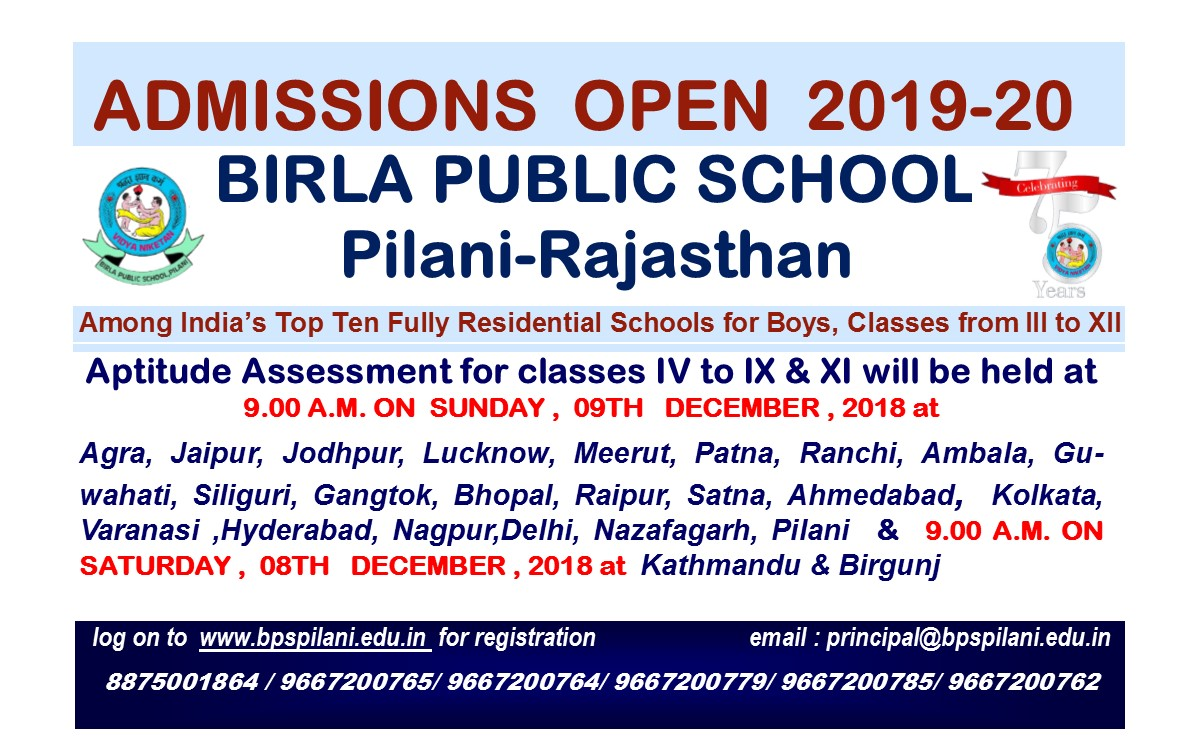 ADMISSIONS OPEN 2019-20
BIRLA PUBLIC SCHOOL
Pilani-Rajasthan
VIDYA NIKETAN
BIRLA PUBLIC SCHOOL,PILANI
Celebrating
75
Years
Among India’s Top Ten Fully Residential Schools for Boys, Classes from III to XII
Aptitude Assessment for classes IV to IX & XI will be held at
9.00 A.M. ON SUNDAY , 09TH DECEMBER , 2018 at
Agra, Jaipur, Jodhpur, Lucknow, Meerut, Patna, Ranchi, Ambala, Gu-
wahati, Siliguri, Gangtok, Bhopal, Raipur, Satna, Ahmedabad, Kolkata,
Varanasi ,Hyderabad, Nagpur,Delhi, Nazafagarh, Pilani & 9.00 A.M. ON
SATURDAY , 08TH DECEMBER , 2018 at Kathmandu & Birgunj
log on to www.bpspilani.edu.in for registration email : principal@bpspilani.edu.in
8875001864 / 9667200765/ 9667200764/ 9667200779/ 9667200785/ 9667200762